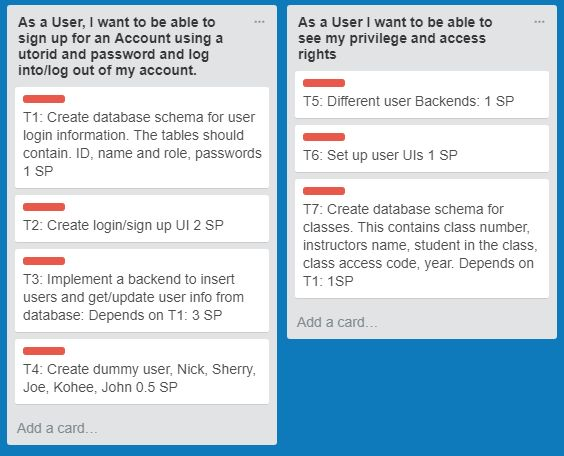 As a User, I want to be able to
sign up for an Account using a
utorid and password and log
into/log out of my account.
T1: Create database schema for user
login information. The tables should
contain. ID, name and role, passwords
1 SP
T2: Create login/sign up UI 2 SP
T3: Implement a backend to insert
users and get/update user info from
database: Depends on T1: 3 SP
T4: Create dummy user, Nick, Sherry,
Joe, Kohee, John 0.5 SP
Add a card...
As a User I want to be able to
see my privilege and access
rights
T5: Different user Backends: 1 SP
T6: Set up user UIs 1 SP
T7: Create database schema for
classes. This contains class number,
instructors name, student in the class,
class access code, year. Depends on
T1: 1SP
Add a card...